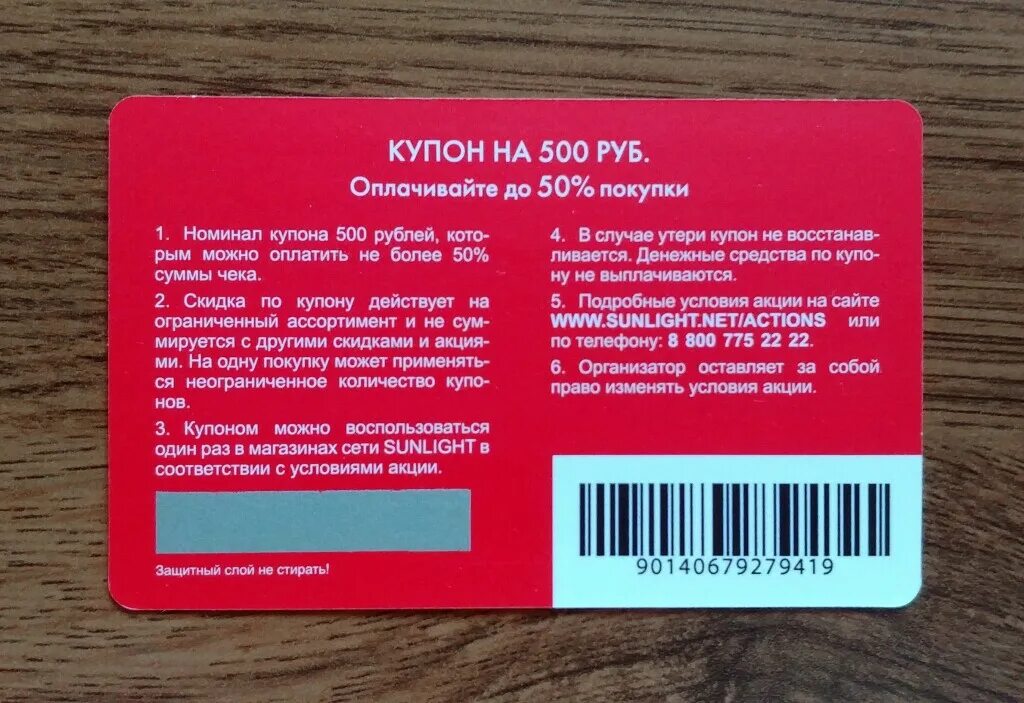 КУПОН НА 500 РУБ.
Оплачивайте до 50% покупки
1. Номинал купона 500 рублей, кото-
рым можно оплатить не более 50%
суммы чека.
2. Скидка по купону действует на
ограниченный ассортимент и не сум-
мируется с другими скидками и акция-
ми. На одну покупку может применять-
ся неограниченное количество купо-
нов.
3. Купоном можно воспользоваться
один раз в магазинах сети SUNLIGHT в
соответствии с условиями акции.
Защитный слой не стирать!
4. В случае утери купон не восстанав-
ливается. Денежные средства по купо-
ну не выплачиваются.
5. Подробные условия акции на сайте
WWW.SUNLIGHT.NET/ACTIONS или
по телефону: 8 800 775 22 22.
6. Организатор оставляет за собой
право изменять условия акции.
90140679279419